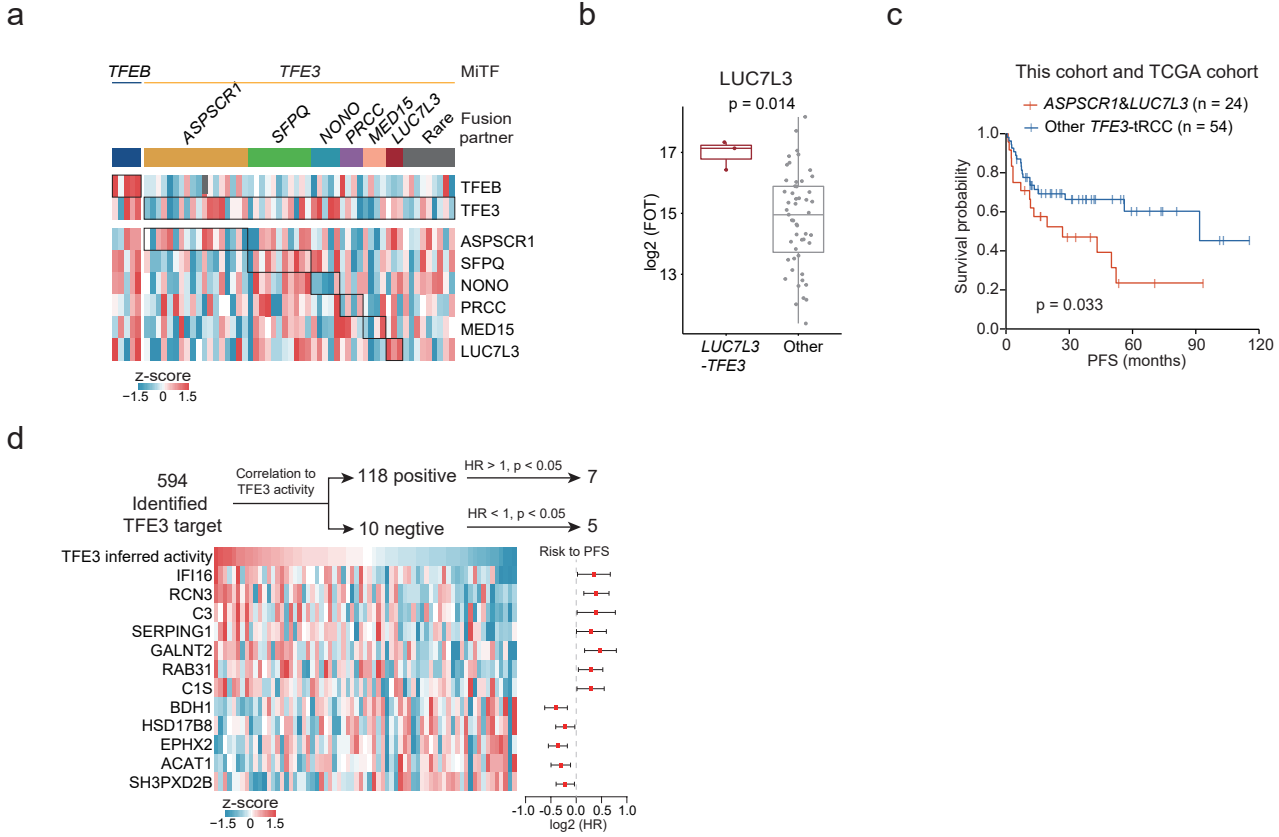 a
TFEB
TFE3
MiTF
ASPSCR1
SFPQ
NONO
PRCC
MED15
LUC7L3
Rare
Fusion
partner
TFEB
TFE3
ASPSCR1
SFPQ
NONO
PRCC
MED15
LUC7L3
z-score
−1.5 0 1.5
b
LUC7L3
p = 0.014
log2 (FOT)
17
15
13
LUC7L3
-TFE3
Other
c
This cohort and TCGA cohort
ASPSCR1&LUC7L3 (n = 24)
Other TFE3-tRCC (n = 54)
Survival probability
1.0
0.8
0.6
0.4
0.2
0.0
p = 0.033
0 30 60 90 120
PFS (months)
d
594
Identified
TFE3 target
Correlation to
TFE3 activity
118 positive
HR > 1, p < 0.05
7
10 negtive
HR < 1, p < 0.05
5
TFE3 inferred activity
Risk to PFS
IFI16
RCN3
C3
SERPING1
GALNT2
RAB31
C1S
BDH1
HSD17B8
EPHX2
ACAT1
SH3PXD2B
z-score
−1.5 0 1.5
-1.0 -0.5 0.0 0.5 1.0
log2 (HR)